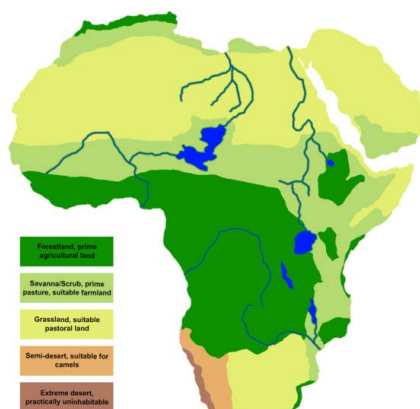 Forestland, prime
agricultural land
Savanna/Scrub, prime
pasture, suitable farmland
Grassland, suitable
pastoral land
Semi-desert, suitable for
camels
Extreme desert,
practically uninhabitable